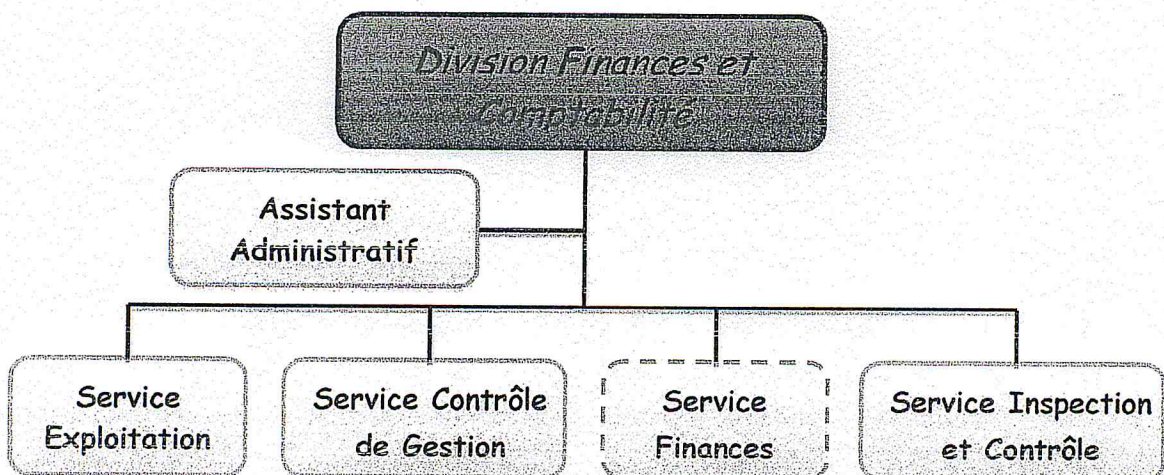 Division Finances et
Comptabilité
Assistant
Administratif
Service
Exploitation
Service Contrôle
de Gestion
Service
Finances
Service Inspection
et Contrôle